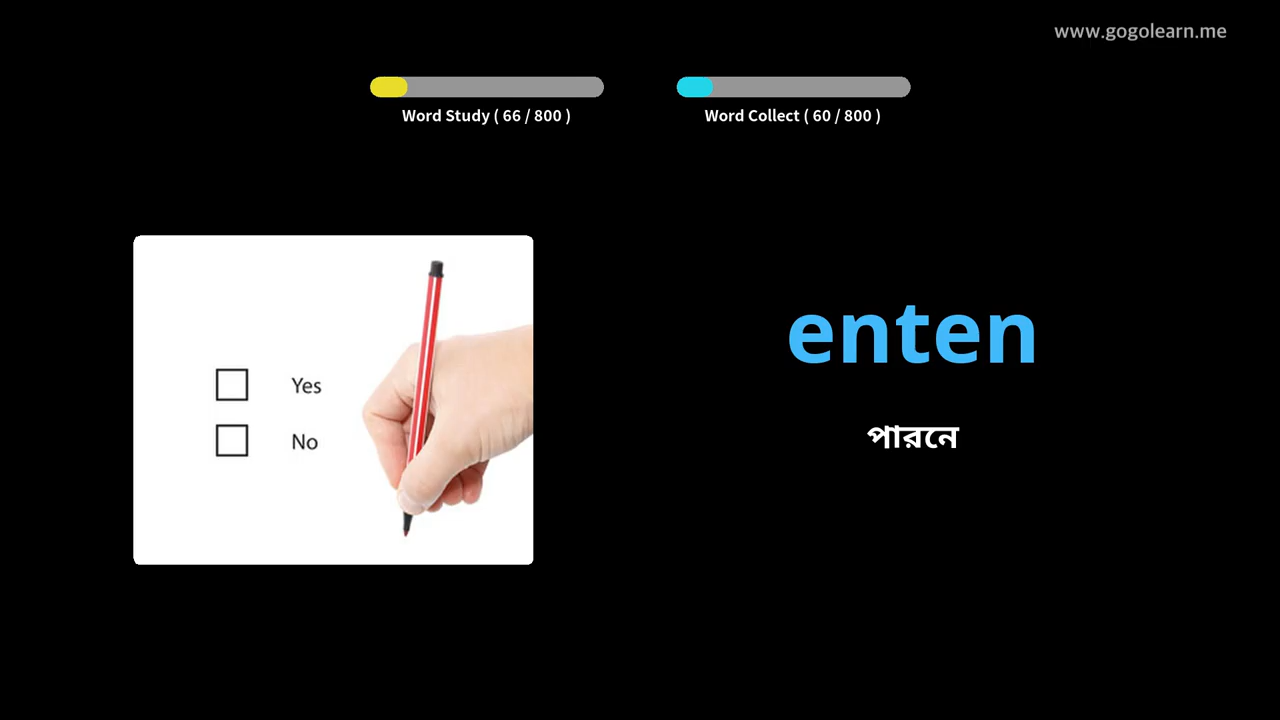 www.gogolearn.me
Word Study ( 66 / 800 )
Word Collect ( 60 / 800 )
Yes
No
enten
পারনে